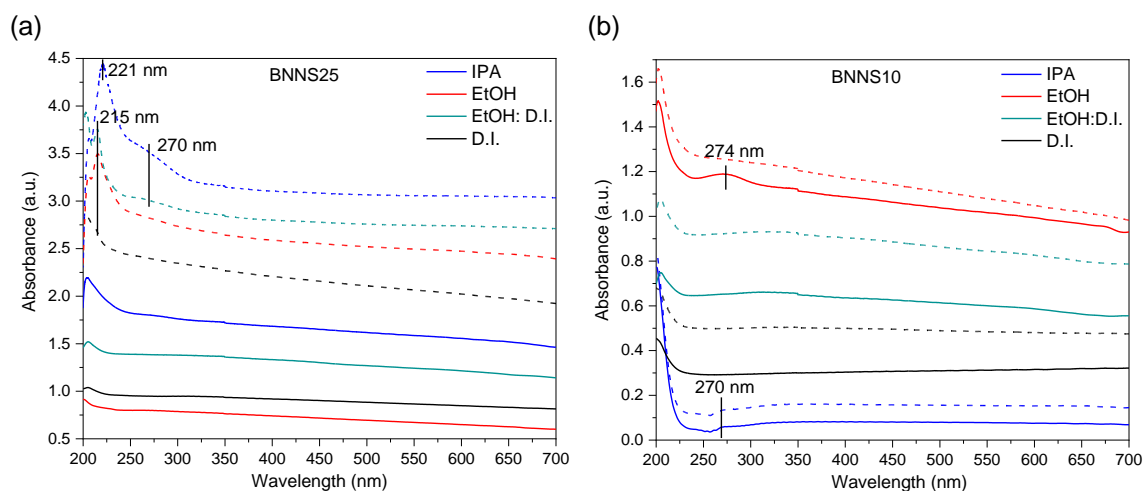 (a)
BNNS25
221 nm
215 nm
270 nm
IPA
EtOH
EtOH: D.I.
D.I.
4.5
4.0
3.5
3.0
2.5
2.0
1.5
1.0
0.5
Absorbance (a.u.)
200 250 300 350 400 450 500 550 600 650 700
Wavelength (nm)
(b)
BNNS10
274 nm
270 nm
IPA
EtOH
EtOH:D.I.
D.I.
1.6
1.4
1.2
1.0
0.8
0.6
0.4
0.2
0.0
Absorbance (a.u.)
200 250 300 350 400 450 500 550 600 650 700
Wavelength (nm)